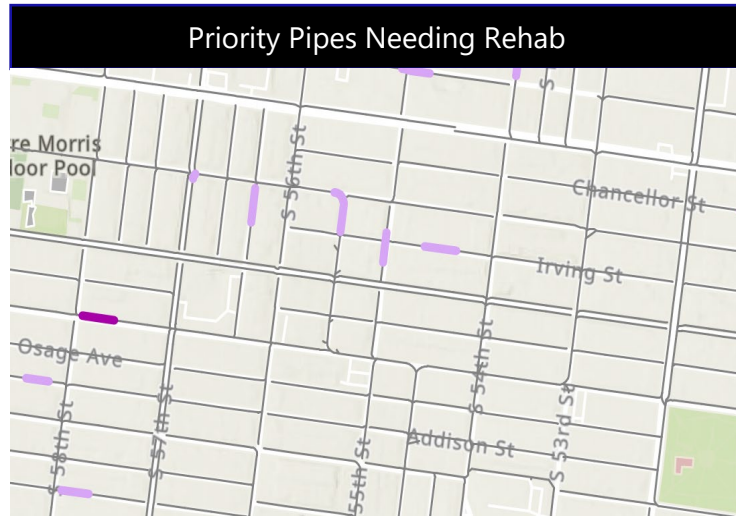 Priority Pipes Needing Rehab
S
re Morris
loor Pool
S 56th St
Chancellor St
Irving St
Osage Ave
S 54th St
S 58th St
S 57th St
55th St
Addison St
S 53rd St